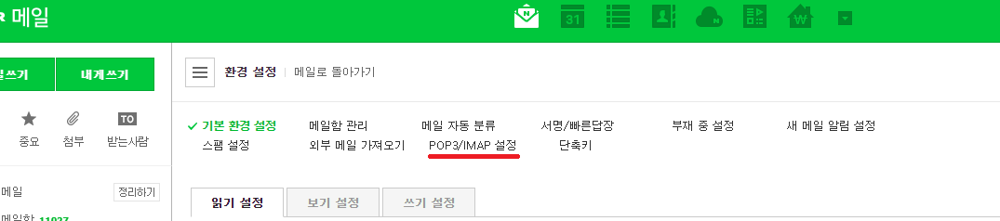 R 메일
N 31 N ₩
환경 설정 메일로 돌아가기
내게쓰기
기본 환경 설정 메일함 관리 메일 자동 분류 서명/빠른답장 부재 중 설정 새 메일 알림 설정
스팸 설정 외부 메일 가져오기 POP3/IMAP 설정 단축키
TO
중요 첨부 받는사람
메일 정리하기
읽기 설정 보기 설정 쓰기 설정
메일함